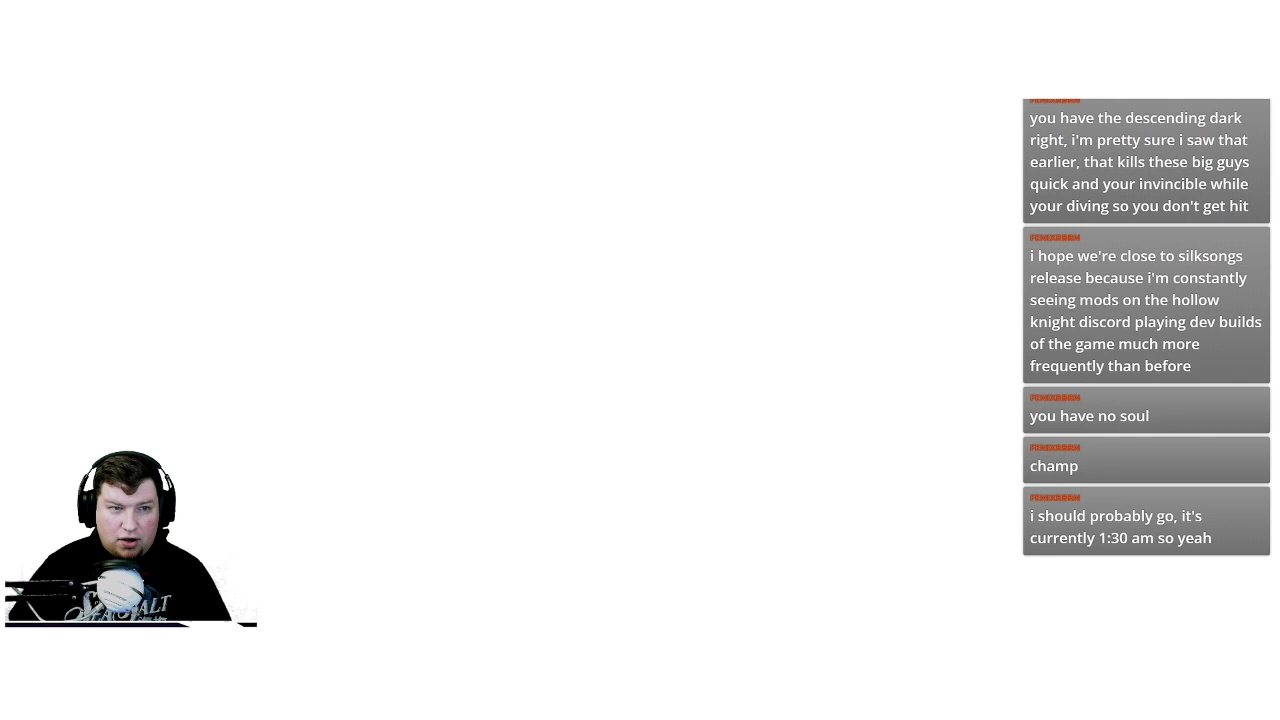 you have the descending dark
right, i'm pretty sure i saw that
earlier, that kills these big guys
quick and your invincible while
your diving so you don't get hit
i hope we're close to silksongs
release because i'm constantly
seeing mods on the hollow
knight discord playing dev builds
of the game much more
frequently than before
you have no soul
champ
i should probably go, it's
currently 1:30 am so yeah